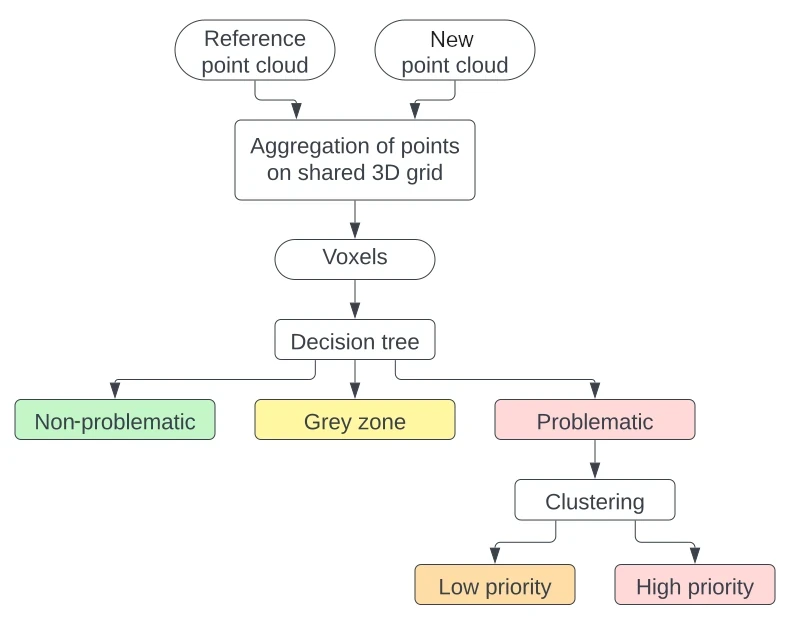 Reference
point cloud
New
point cloud
Aggregation of points
on shared 3D grid
Voxels
Decision tree
Non-problematic
Grey zone
Problematic
Clustering
Low priority
High priority